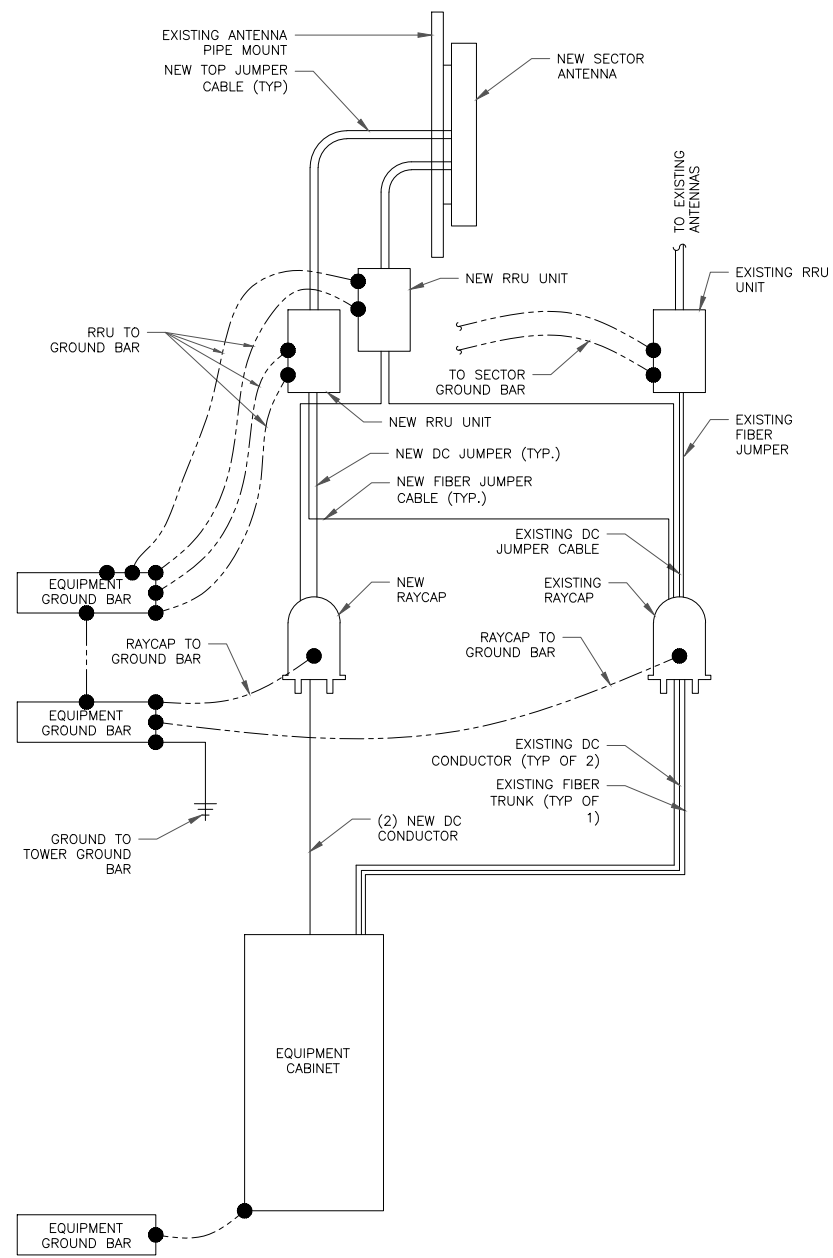 EXISTING ANTENNA
PIPE MOUNT
NEW TOP JUMPER
CABLE (TYP)
NEW SECTOR
ANTENNA
TO EXISTING
ANTENNAS
NEW RRU UNIT
EXISTING RRU
UNIT
RRU TO
GROUND BAR
TO SECTOR
GROUND BAR
NEW RRU UNIT
EXISTING
FIBER
JUMPER
NEW DC JUMPER (TYP.)
NEW FIBER JUMPER
CABLE (TYP.)
EXISTING DC
JUMPER CABLE
EQUIPMENT
GROUND BAR
NEW
RAYCAP
EXISTING
RAYCAP
RAYCAP TO
GROUND BAR
RAYCAP TO
GROUND BAR
EQUIPMENT
GROUND BAR
EXISTING DC
CONDUCTOR (TYP OF 2)
EXISTING FIBER
TRUNK (TYP OF
1)
(2) NEW DC
CONDUCTOR
GROUND TO
TOWER GROUND
BAR
EQUIPMENT
CABINET
EQUIPMENT
GROUND BAR